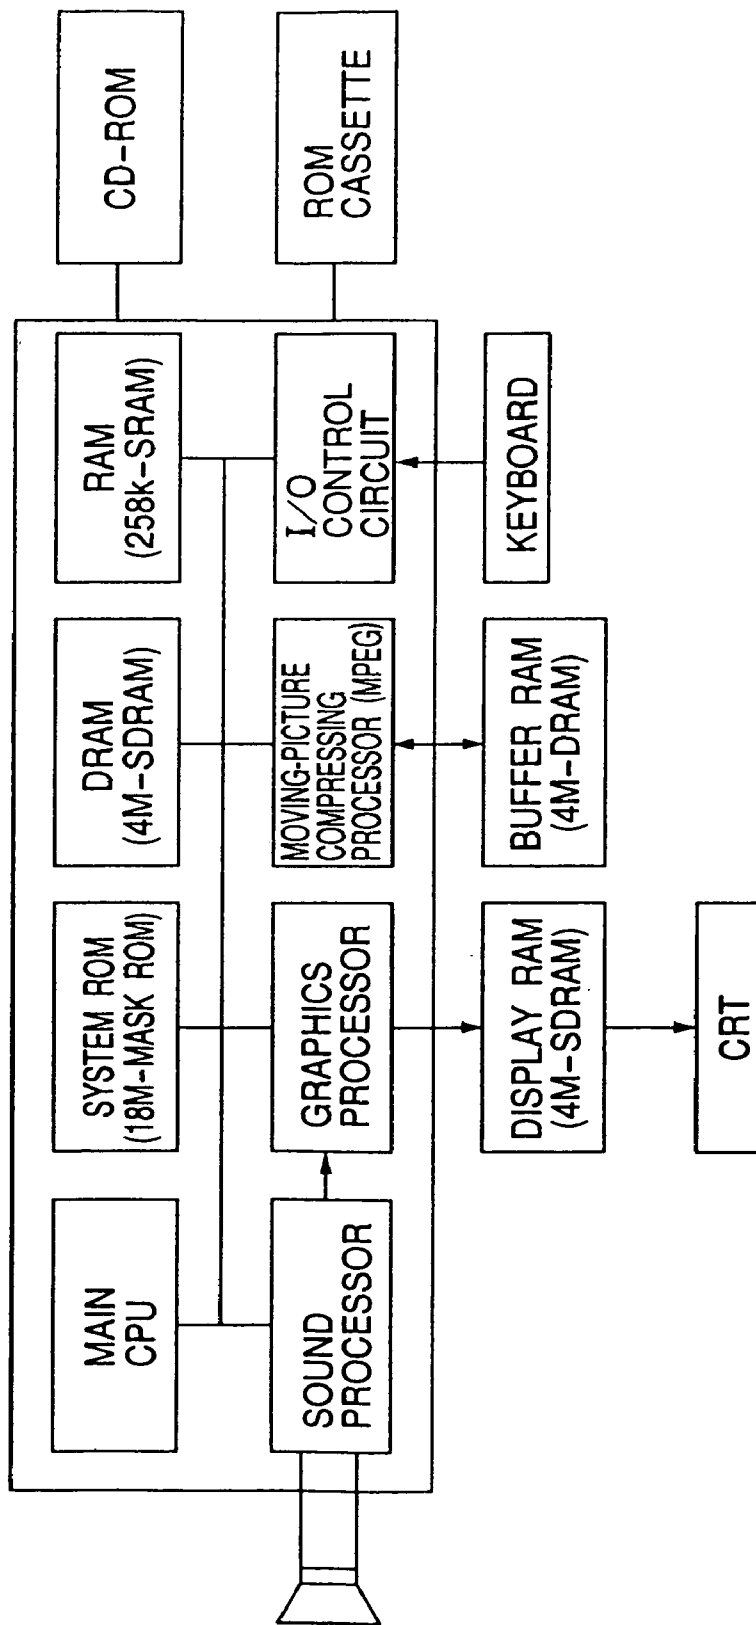 MAIN
CPU
SYSTEM ROM
(18M-MASK ROM)
DRAM
(4M-SDRAM)
RAM
(258k-SRAM)
CD-ROM
SOUND
PROCESSOR
GRAPHICS
PROCESSOR
MOVING-PICTURE
COMPRESSING
PROCESSOR (MPEG)
I/O
CONTROL
CIRCUIT
ROM
CASSETTE
DISPLAY RAM
(4M-SDRAM)
BUFFER RAM
(4M-DRAM)
KEYBOARD
CRT